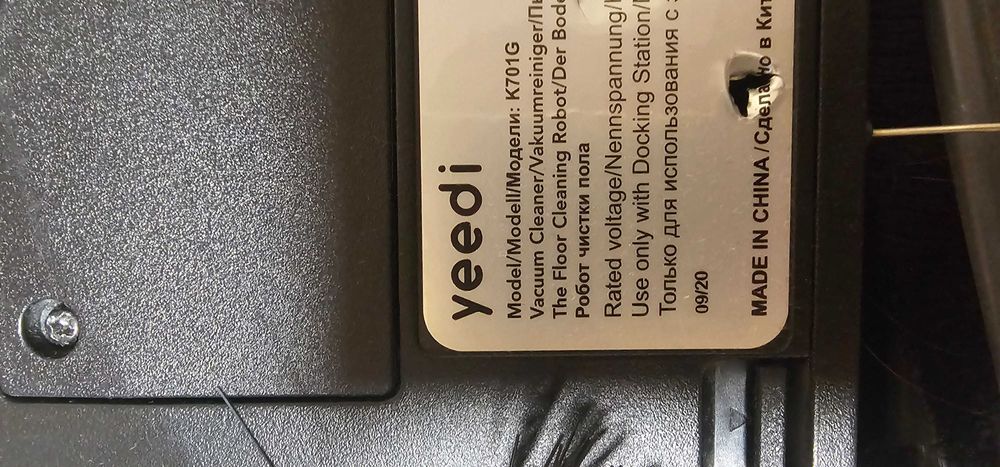 yeedi
Model/Modell/Модели: K701G
Vacuum Cleaner/Vakuumreiniger/
The Floor Cleaning Robot/Der
Робот чистки пола
Rated voltage/Nennspannung/
Use only with Docking Station/
Только для использования с
09/20
MADE IN CHINA/Сделано в